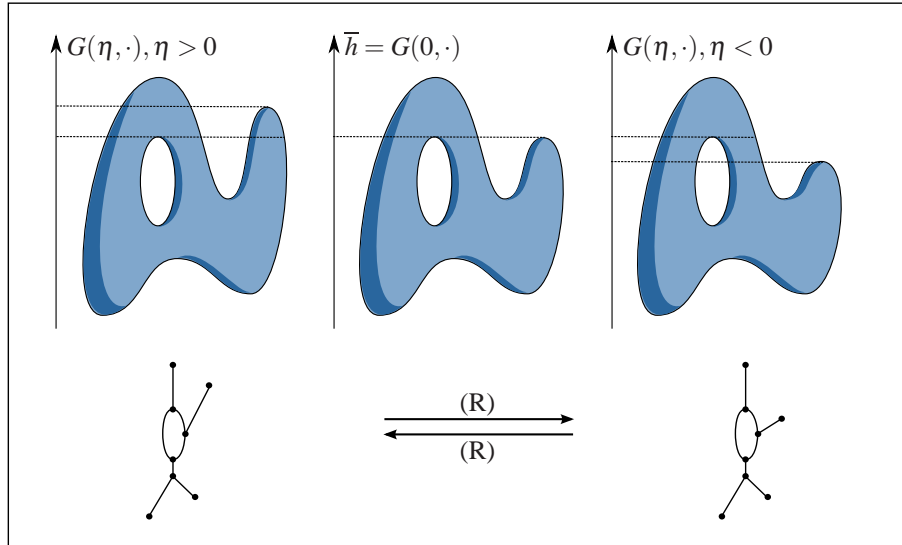 G(η,·), η > 0
h̅ = G(0,·)
G(η,·), η < 0
(R)
(R)